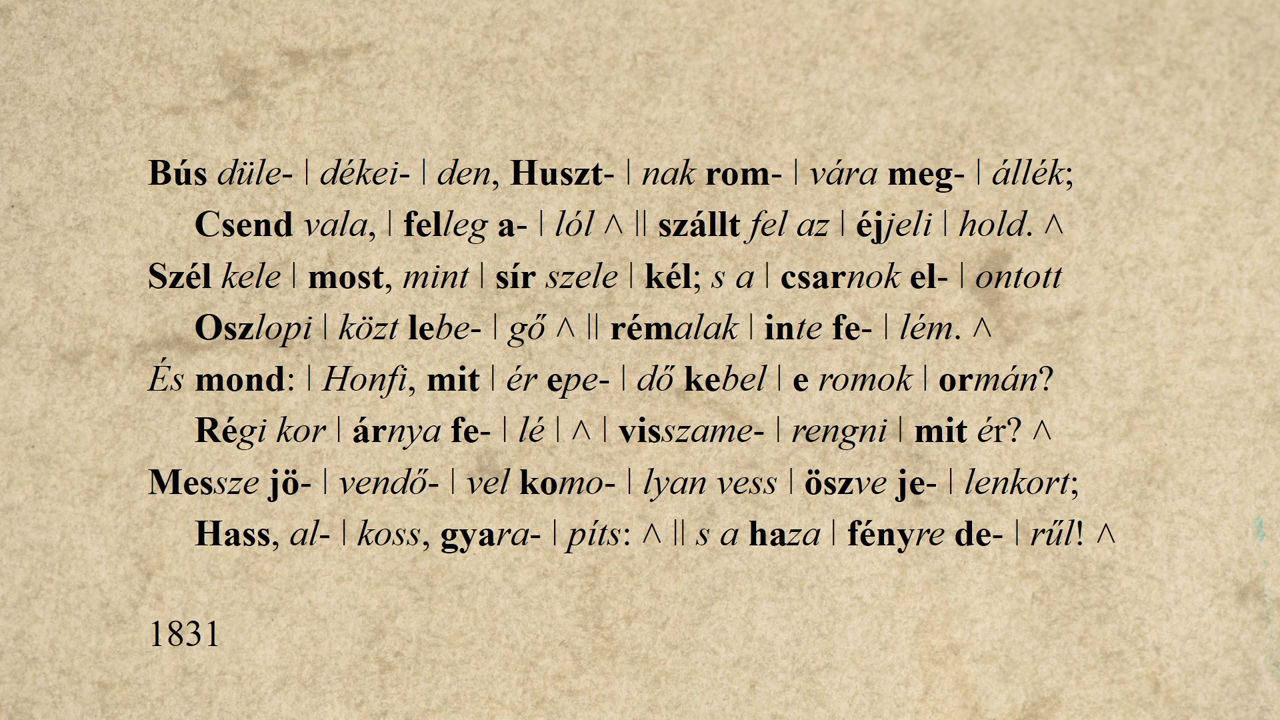 Bús düle- | dékei- | den, Huszt- | nak rom- | vára meg- | állék;
Csend vala, | felleg a- | lól ^ || szállt fel az | éjjeli | hold. ^
Szél kele | most, mint | sír szele | kél; s a | csarnok el- | ontott
Oszlopi | közt lebe- | gő ^ || rémalak | inte fe- | lém. ^
És mond: | Honfi, mit | ér epe- | dő kebel | e romok | ormán?
Régi kor | árnya fe- | lé | ^ | visszame- | rengni | mit ér? ^
Messze jö- | vendő- | vel komo- | lyan vess | öszve je- | lenkort;
Hass, al- | koss, gyara- | píts: ^ || s a haza | fényre de- | rűl! ^
1831